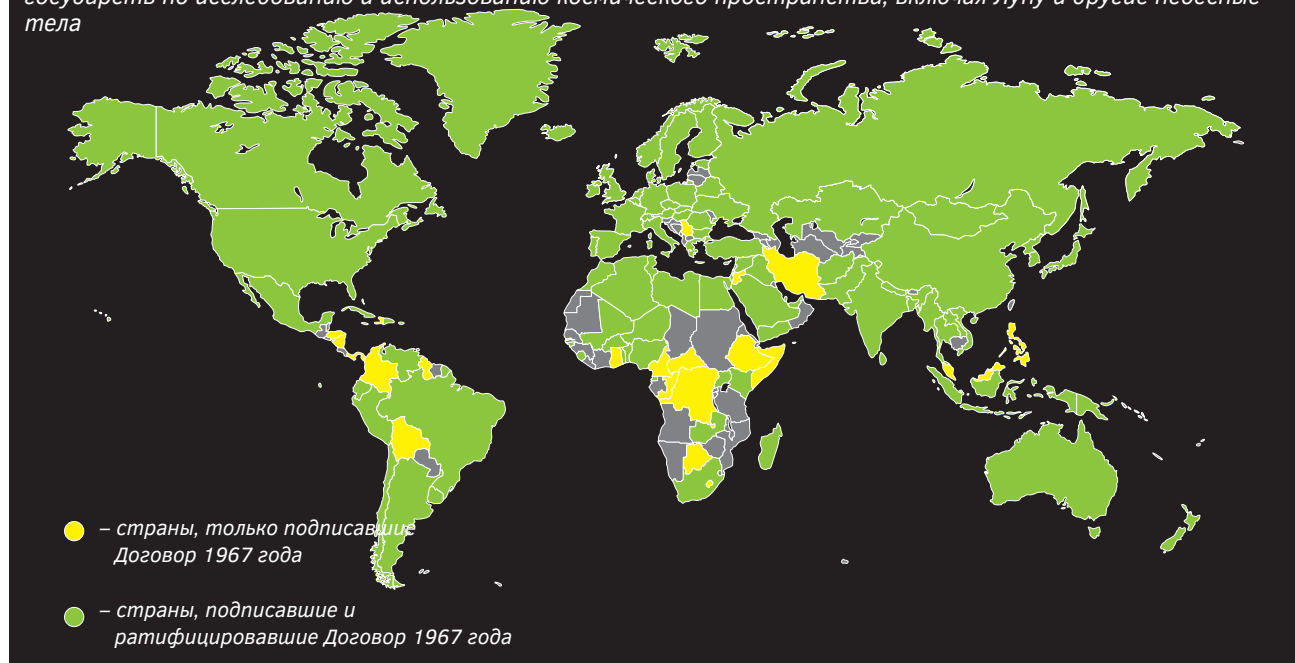 государств по исследованию и использованию космического пространства, включая Луну и другие небесные
тела
– страны, только подписавшие
Договор 1967 года
– страны, подписавшие и
ратифицировавшие Договор 1967 года